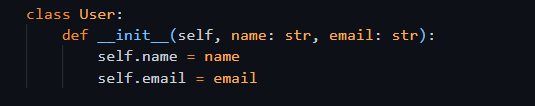 class User:
    def __init__(self, name: str, email: str):
        self.name = name
        self.email = email